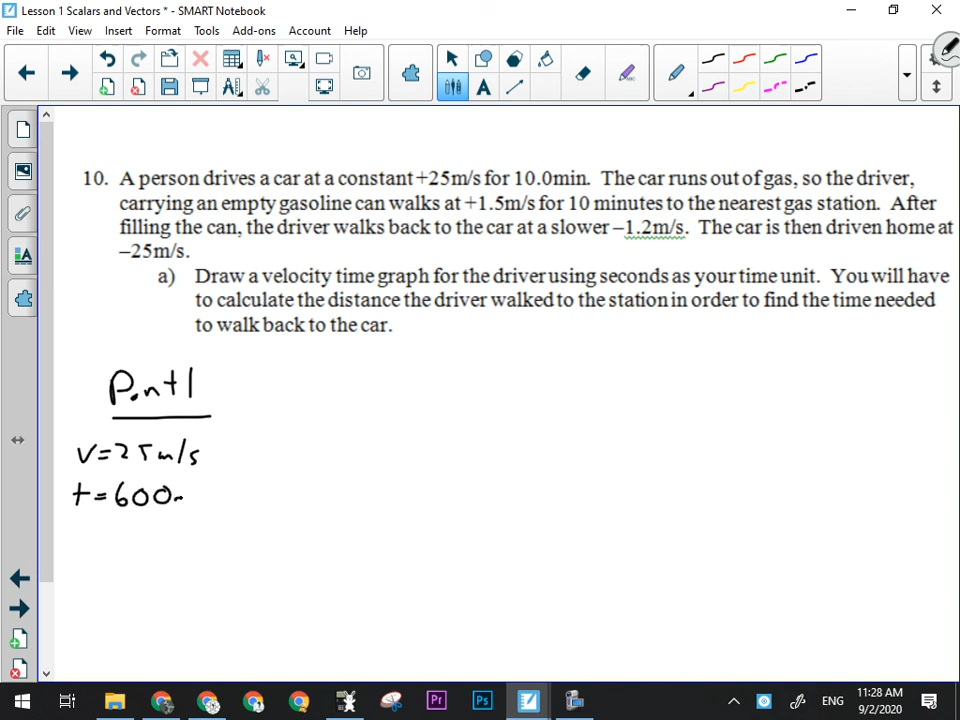 Lesson 1 Scalars and Vectors * - SMART Notebook
File Edit View Insert Format Tools Add-ons Account Help
10. A person drives a car at a constant +25m/s for 10.0min. The car runs out of gas, so the driver,
carrying an empty gasoline can walks at +1.5m/s for 10 minutes to the nearest gas station. After
filling the can, the driver walks back to the car at a slower –1.2m/s. The car is then driven home at
–25m/s.
a) Draw a velocity time graph for the driver using seconds as your time unit. You will have
to calculate the distance the driver walked to the station in order to find the time needed
to walk back to the car.
Part 1
v=25m/s
t=600
Pr Ps ENG 11:28 AM
9/2/2020